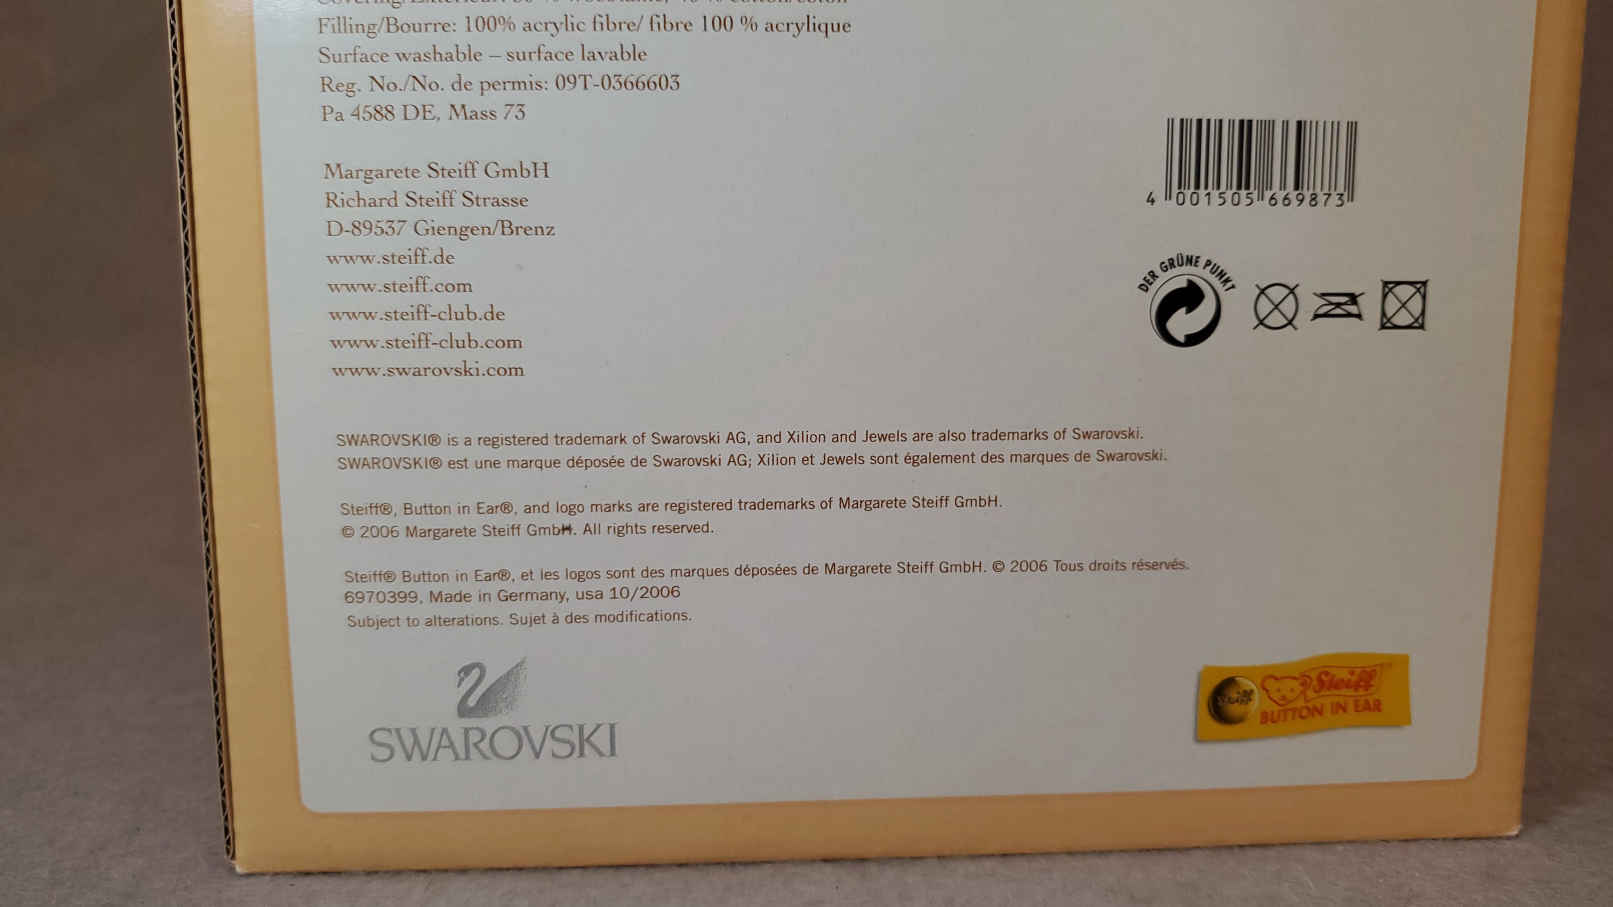 Filling/Bourre: 100% acrylic fibre/ fibre 100 % acrylique
Surface washable – surface lavable
Reg. No./No. de permis: 09T-0366603
Pa 4588 DE, Mass 73
Margarete Steiff GmbH
Richard Steiff Strasse
D-89537 Giengen/Brenz
www.steiff.de
www.steiff.com
www.steiff-club.de
www.steiff-club.com
www.swarovski.com
4 001505 669873
DER GRÜNE PUNKT
SWAROVSKI® is a registered trademark of Swarovski AG, and Xilion and Jewels are also trademarks of Swarovski.
SWAROVSKI® est une marque déposée de Swarovski AG; Xilion et Jewels sont également des marques de Swarovski.
Steiff®, Button in Ear®, and logo marks are registered trademarks of Margarete Steiff GmbH.
© 2006 Margarete Steiff GmbH. All rights reserved.
Steiff® Button in Ear®, et les logos sont des marques déposées de Margarete Steiff GmbH. © 2006 Tous droits réservés.
6970399, Made in Germany, usa 10/2006
Subject to alterations. Sujet à des modifications.
SWAROVSKI
Steiff
Steiff
BUTTON IN EAR